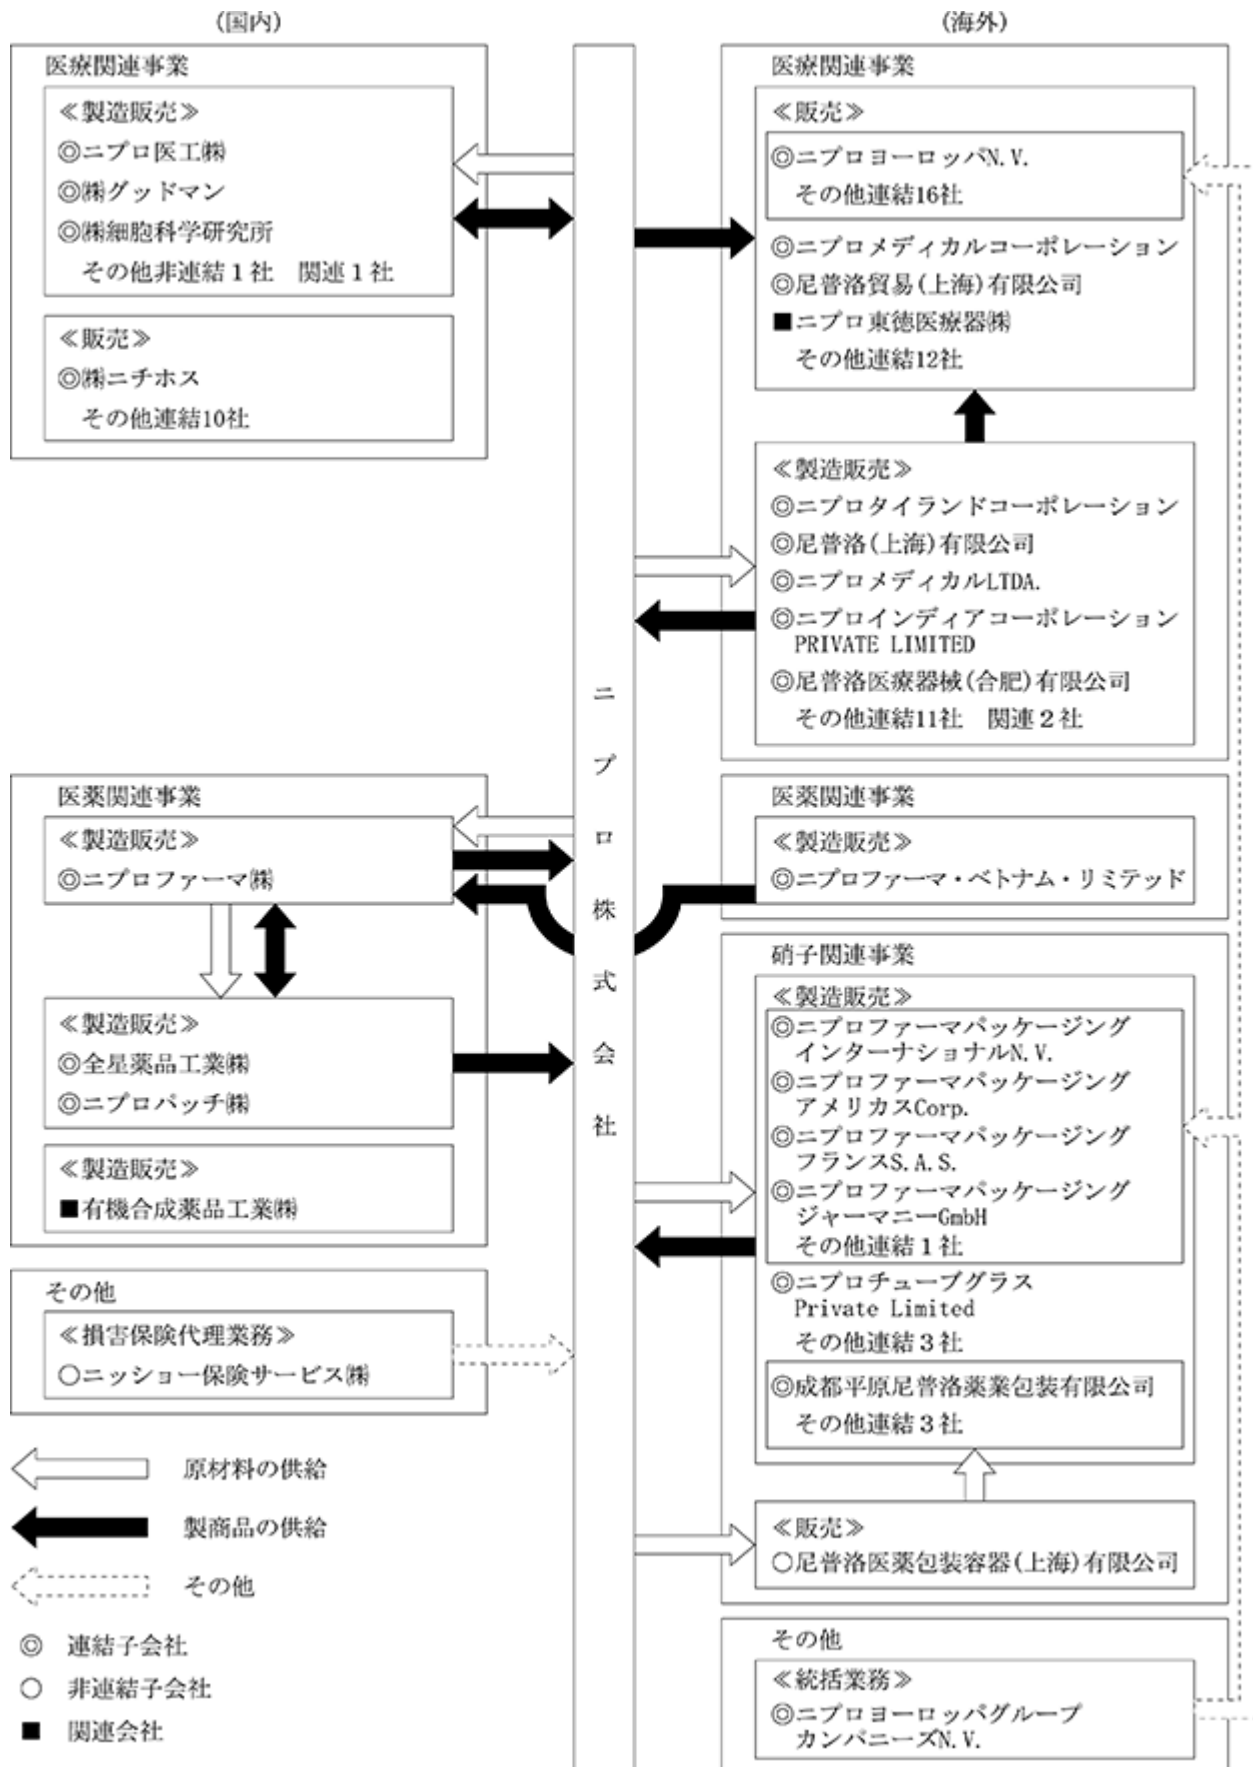 (国内)
医療関連事業
≪製造販売≫
◎ニプロ医工㈱
◎㈱グッドマン
◎㈱細胞科学研究所
その他非連結1社　関連1社
≪販売≫
◎㈱ニチホス
その他連結10社
医薬関連事業
≪製造販売≫
◎ニプロファーマ㈱
≪製造販売≫
◎全星薬品工業㈱
◎ニプロパッチ㈱
≪製造販売≫
■有機合成薬品工業㈱
その他
≪損害保険代理業務≫
○ニッショー保険サービス㈱
原材料の供給
製商品の供給
その他
◎　連結子会社
○　非連結子会社
■　関連会社
ニプロ株式会社
(海外)
医療関連事業
≪販売≫
◎ニプロヨーロッパN.V.
その他連結16社
◎ニプロメディカルコーポレーション
◎尼普洛貿易(上海)有限公司
■ニプロ東徳医療器㈱
その他連結12社
≪製造販売≫
◎ニプロタイランドコーポレーション
◎尼普洛(上海)有限公司
◎ニプロメディカルLTDA.
◎ニプロインディアコーポレーション
PRIVATE LIMITED
◎尼普洛医療器械(合肥)有限公司
その他連結11社　関連2社
医薬関連事業
≪製造販売≫
◎ニプロファーマ・ベトナム・リミテッド
硝子関連事業
≪製造販売≫
◎ニプロファーマパッケージング
インターナショナルN.V.
◎ニプロファーマパッケージング
アメリカスCorp.
◎ニプロファーマパッケージング
フランスS.A.S.
◎ニプロファーマパッケージング
ジャーマニーGmbH
その他連結1社
◎ニプロチューブグラス
Private Limited
その他連結3社
◎成都平原尼普洛薬業包装有限公司
その他連結3社
≪販売≫
○尼普洛医薬包装容器(上海)有限公司
その他
≪統括業務≫
◎ニプロヨーロッパグループ
カンパニーズN.V.